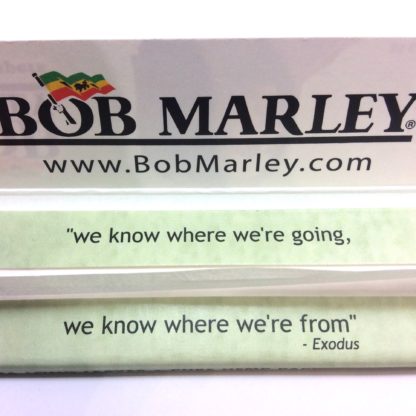 BOB MARLEY®
www.BobMarley.com
"we know where we're going,
we know where we're from"
- Exodus